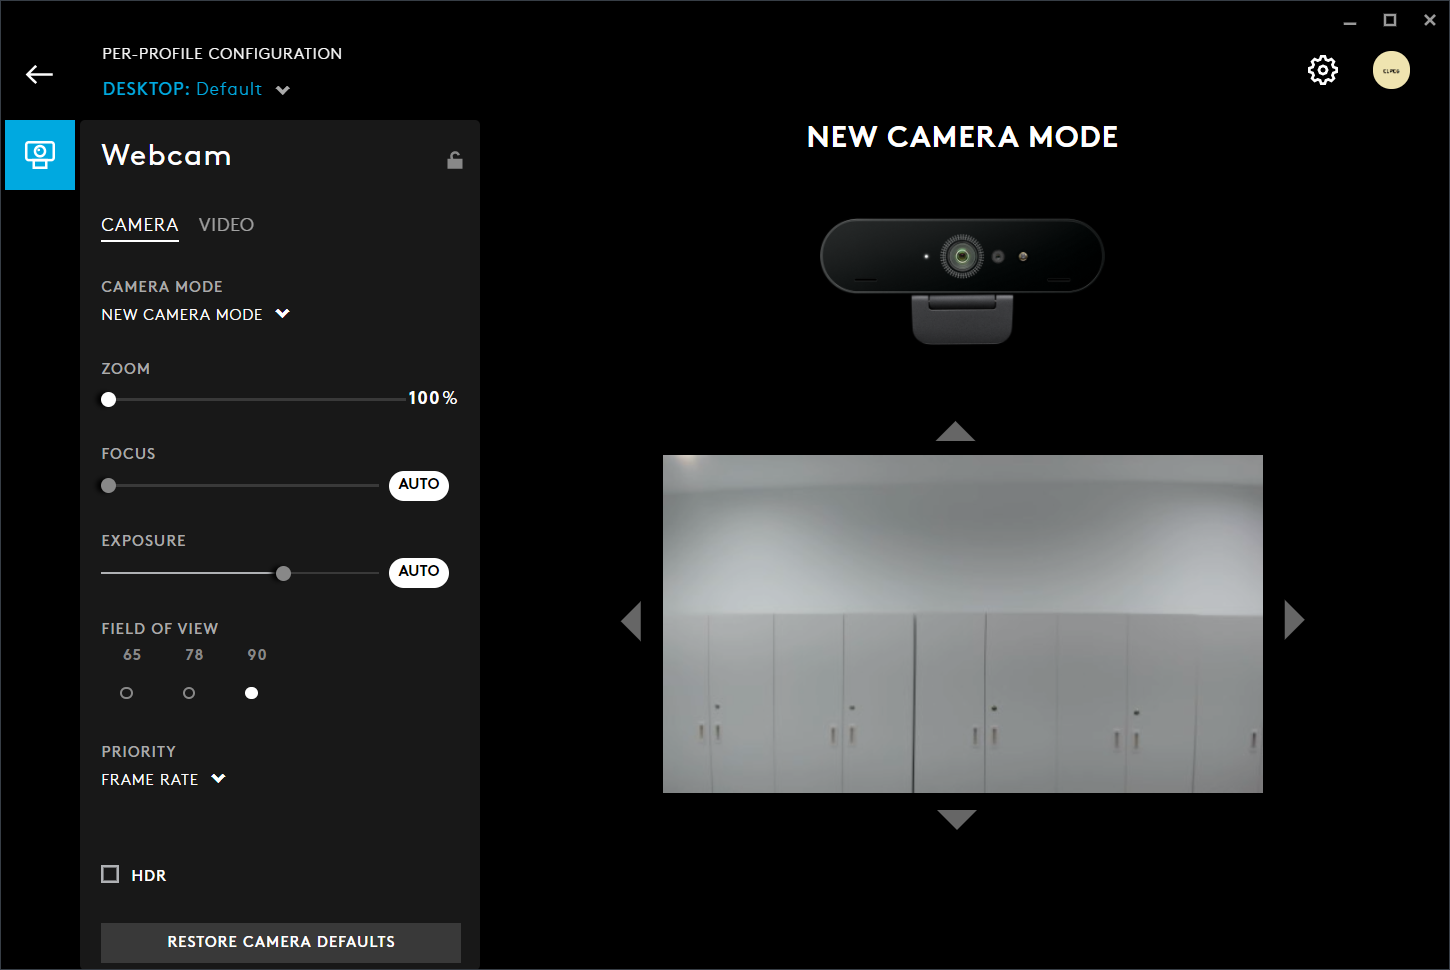 PER-PROFILE CONFIGURATION
DESKTOP: Default
Webcam
CAMERA VIDEO
CAMERA MODE
NEW CAMERA MODE
ZOOM
100%
FOCUS
AUTO
EXPOSURE
AUTO
FIELD OF VIEW
65 78 90
PRIORITY
FRAME RATE
HDR
RESTORE CAMERA DEFAULTS
NEW CAMERA MODE